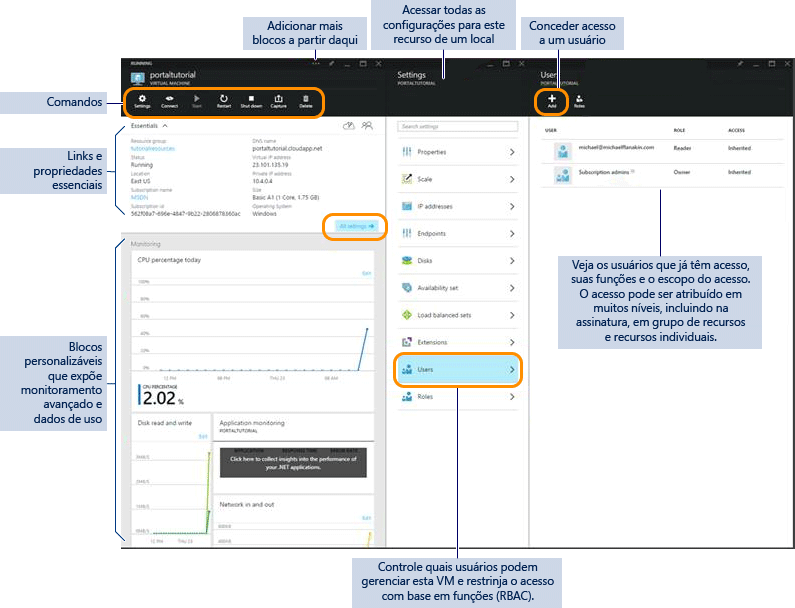 Adicionar mais
blocos a partir daqui
Acessar todas as
configurações para este
recurso de um local
Conceder acesso
a um usuário
Comandos
Links e
propriedades
essenciais
Blocos
personalizáveis
que expõe
monitoramento
avançado e
dados de uso
RUNNING
portaltutorial
VIRTUAL MACHINE
Settings
Connect
Start
Restart
Shut down
Capture
Delete
Essentials
Resource group
tutorialresources
Status
Running
Location
East US
Subscription name
MSDN
Subscription id
562f08a7-696e-4847-9b22-2806878360ac
DNS name
portaltutorial.cloudapp.net
Virtual IP address
23.101.135.19
Private IP address
10.4.0.4
Size
Basic A1 (1 Core, 1.75 GB)
Operating System
Windows
All settings
Monitoring
CPU percentage today
Edit
100%
80%
60%
40%
20%
0%
12 PM
06 PM
THU 23
06 AM
CPU PERCENTAGE
2.02 %
Disk read and write
Edit
12 PM
THU 23
Application monitoring
PORTALTUTORIAL
APPLICATION
RESPONSE TIME
ERROR RATE
Click here to collect insights into the performance of
your .NET applications.
Network in and out
Edit
Settings
PORTALTUTORIAL
Search settings
Properties
Scale
IP addresses
Endpoints
Disks
Availability set
Load balanced sets
Extensions
Users
Roles
Users
PORTALTUTORIAL
Add
Roles
USER
ROLE
ACCESS
michael@michaelflanakin.com
Reader
Inherited
Subscription admins
Owner
Inherited
Veja os usuários que já têm acesso,
suas funções e o escopo do acesso.
O acesso pode ser atribuído em
muitos níveis, incluindo na
assinatura, em grupo de recursos
e recursos individuais.
Controle quais usuários podem
gerenciar esta VM e restrinja o acesso
com base em funções (RBAC).